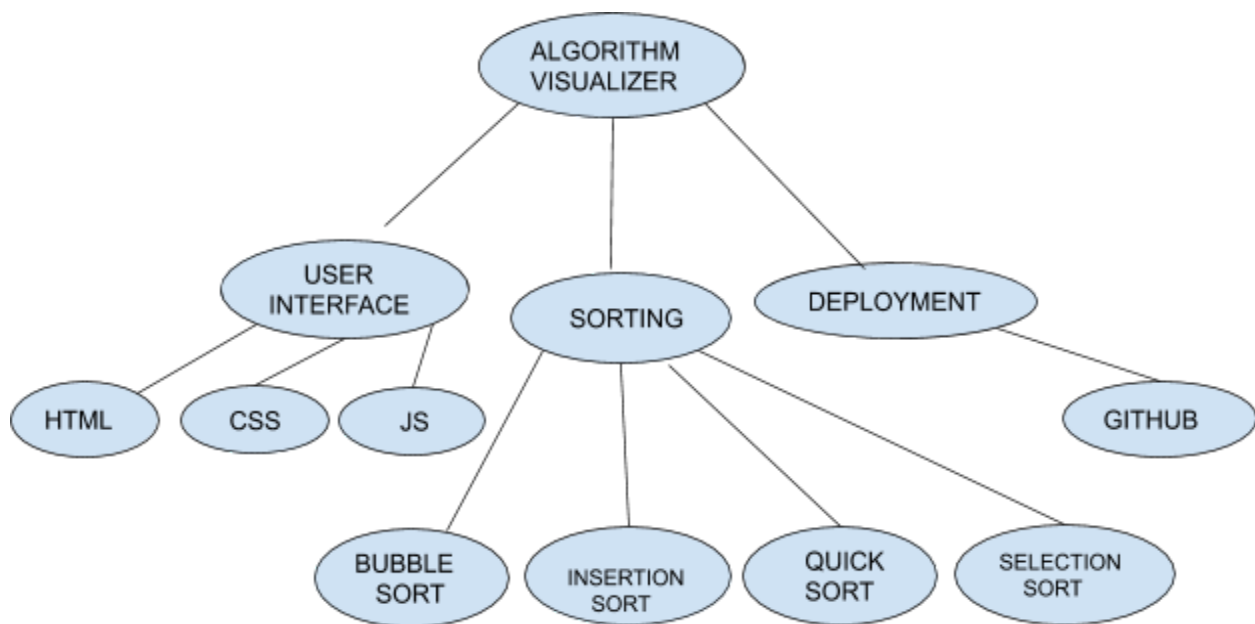 ALGORITHM
VISUALIZER
USER
INTERFACE
SORTING
DEPLOYMENT
HTML
CSS
JS
GITHUB
BUBBLE
SORT
INSERTION
SORT
QUICK
SORT
SELECTION
SORT